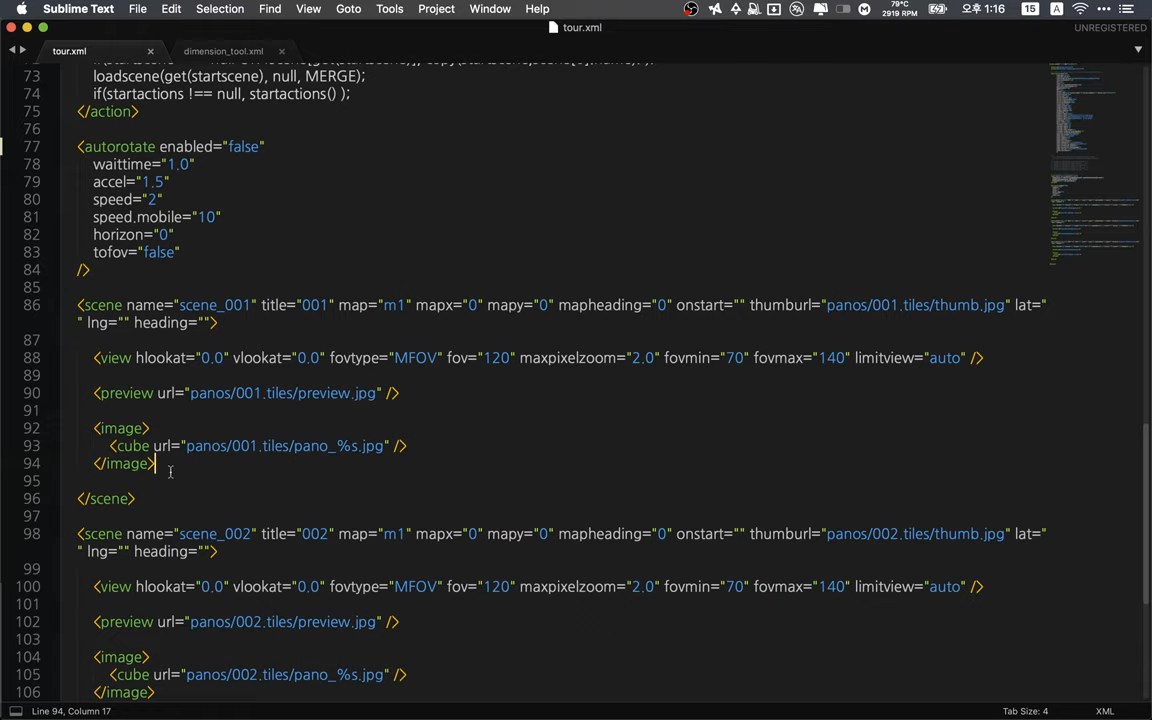 Sublime Text File Edit Selection Find View Goto Tools Project Window Help 79°C 2919 RPM 오후 1:16 15 A
tour.xml UNREGISTERED
tour.xml dimension_tool.xml
73 loadscene(get(startscene), null, MERGE);
74 if(startactions !== null, startactions() );
75 </action>
76
77 <autorotate enabled="false"
78 waittime="1.0"
79 accel="1.5"
80 speed="2"
81 speed.mobile="10"
82 horizon="0"
83 tofov="false"
84 />
85
86 <scene name="scene_001" title="001" map="m1" mapx="0" mapy="0" mapheading="0" onstart="" thumburl="panos/001.tiles/thumb.jpg" lat="
" lng="" heading="">
87
88 <view hlookat="0.0" vlookat="0.0" fovtype="MFOV" fov="120" maxpixelzoom="2.0" fovmin="70" fovmax="140" limitview="auto" />
89
90 <preview url="panos/001.tiles/preview.jpg" />
91
92 <image>
93 <cube url="panos/001.tiles/pano_%s.jpg" />
94 </image>
95
96 </scene>
97
98 <scene name="scene_002" title="002" map="m1" mapx="0" mapy="0" mapheading="0" onstart="" thumburl="panos/002.tiles/thumb.jpg" lat="
" lng="" heading="">
99
100 <view hlookat="0.0" vlookat="0.0" fovtype="MFOV" fov="120" maxpixelzoom="2.0" fovmin="70" fovmax="140" limitview="auto" />
101
102 <preview url="panos/002.tiles/preview.jpg" />
103
104 <image>
105 <cube url="panos/002.tiles/pano_%s.jpg" />
106 </image>
Line 94, Column 17 Tab Size: 4 XML